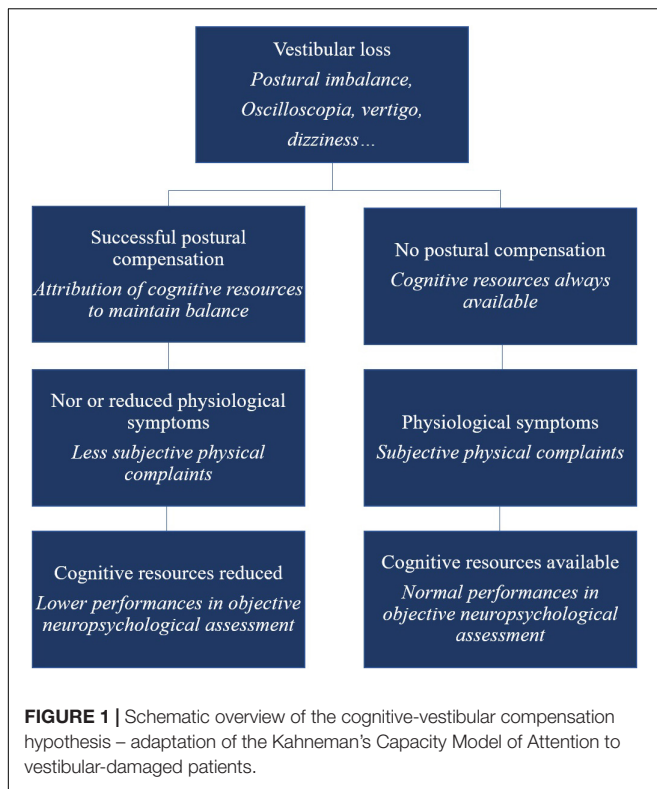 Vestibular loss
Postural imbalance,
Oscilloscopia, vertigo,
dizziness…
Successful postural
compensation
Attribution of cognitive resources
to maintain balance
No postural compensation
Cognitive resources always
available
Nor or reduced physiological
symptoms
Less subjective physical
complaints
Physiological symptoms
Subjective physical complaints
Cognitive resources reduced
Lower performances in objective
neuropsychological assessment
Cognitive resources available
Normal performances in
objective neuropsychological
assessment
FIGURE 1 | Schematic overview of the cognitive-vestibular compensation
hypothesis – adaptation of the Kahneman's Capacity Model of Attention to
vestibular-damaged patients.